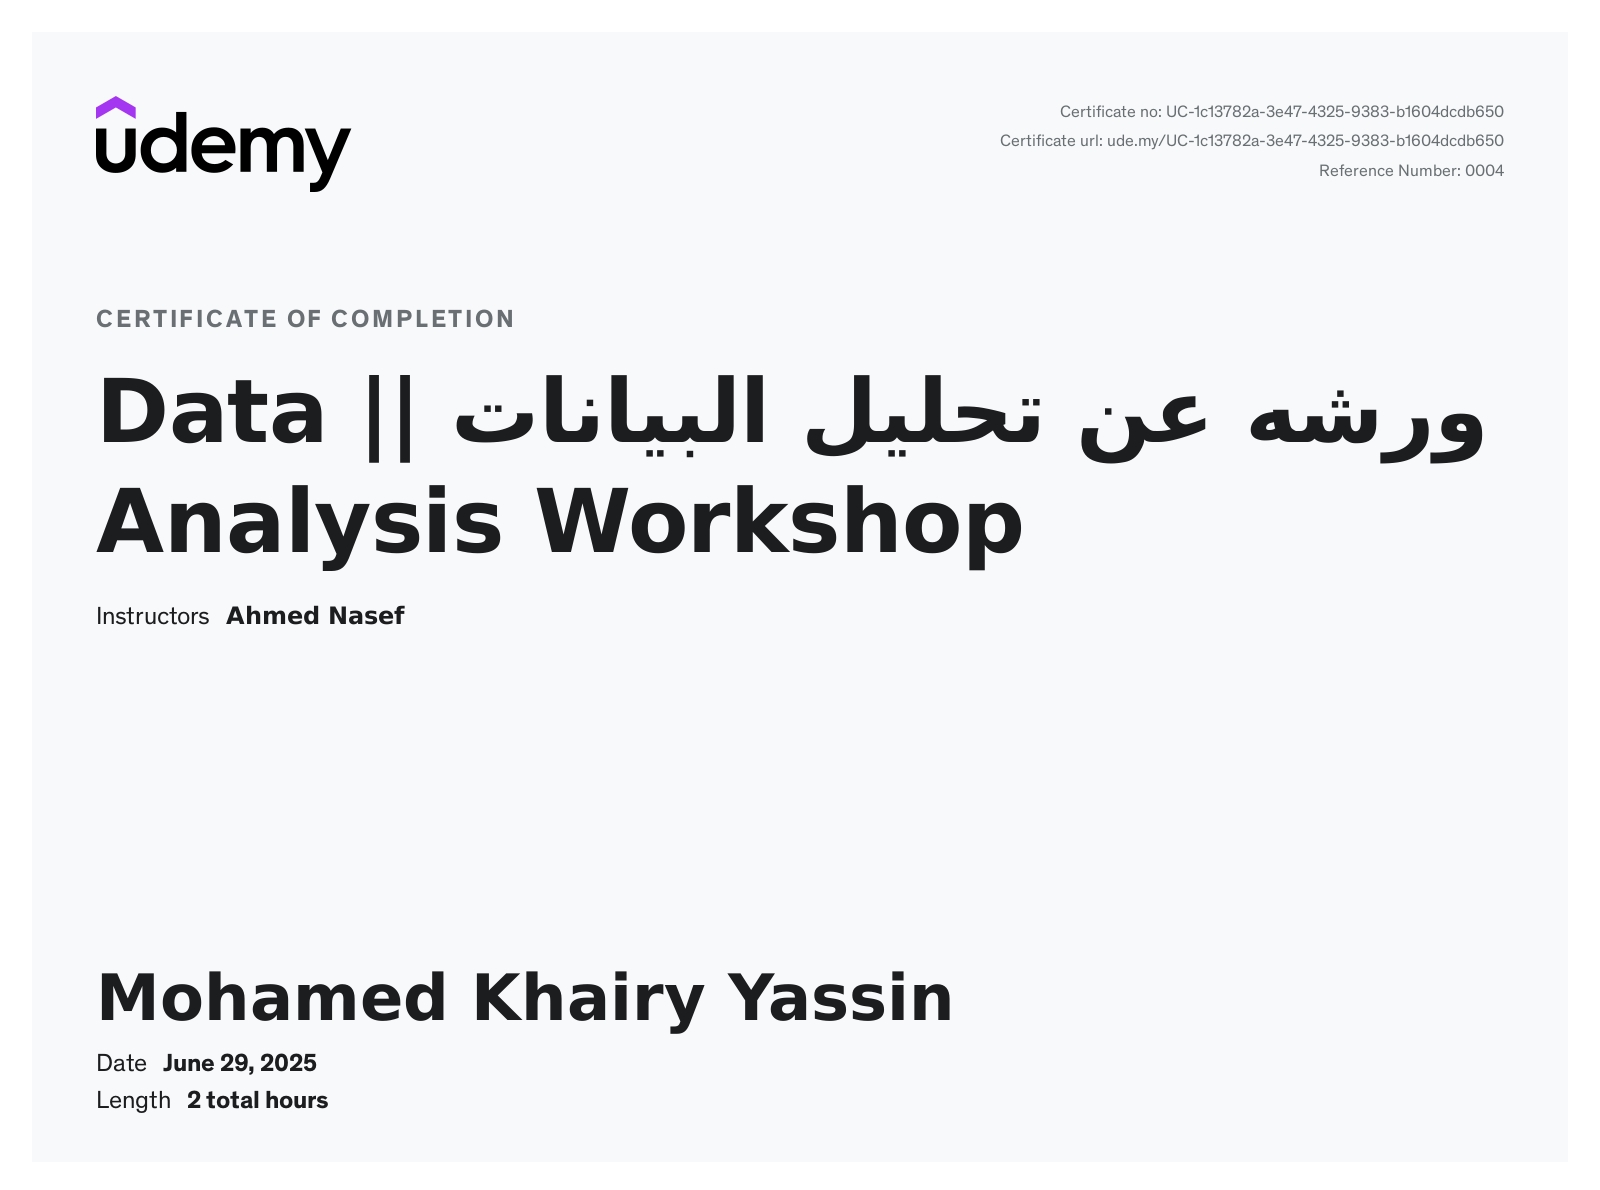 udemy
Certificate no: UC-1c13782a-3e47-4325-9383-b1604dcdb650
Certificate url: ude.my/UC-1c13782a-3e47-4325-9383-b1604dcdb650
Reference Number: 0004
CERTIFICATE OF COMPLETION
ورشه عن تحليل البيانات || Data
Analysis Workshop
Instructors Ahmed Nasef
Mohamed Khairy Yassin
Date June 29, 2025
Length 2 total hours